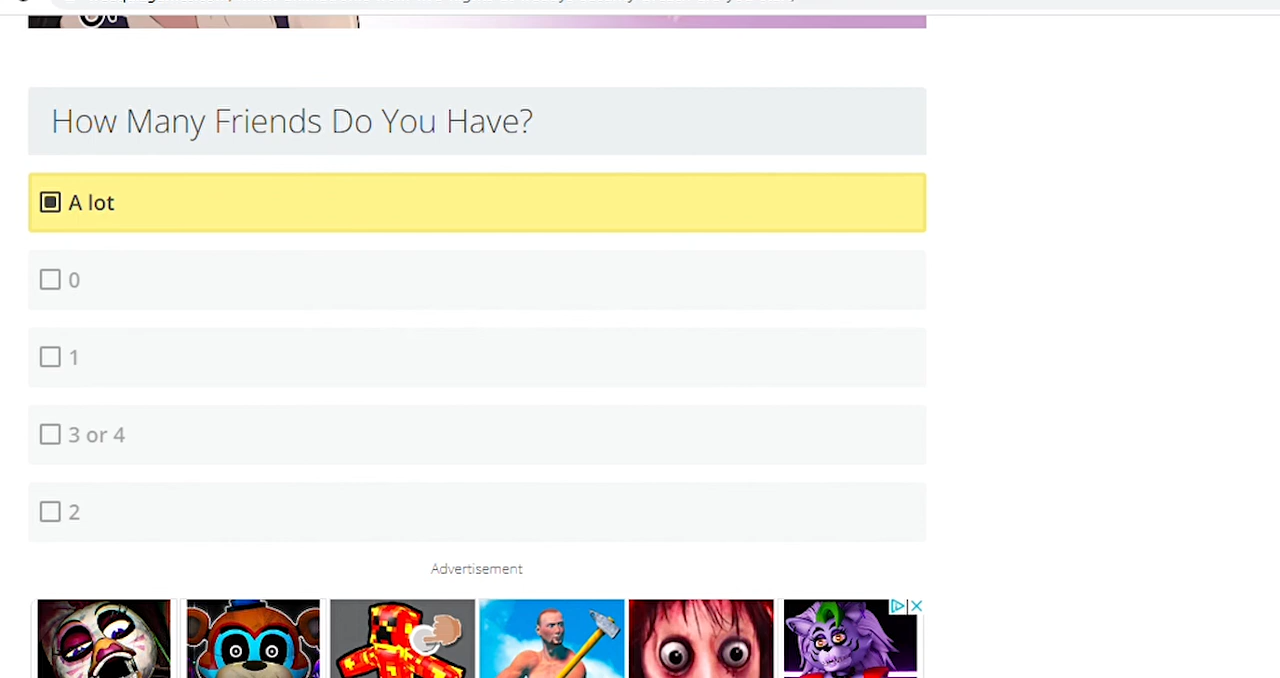 How Many Friends Do You Have?
A lot
0
1
3 or 4
2
Advertisement